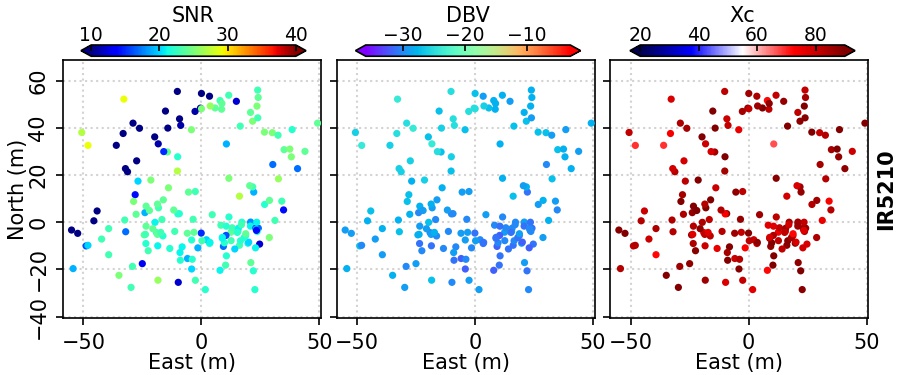 SNR DBV Xc
10 20 30 40 −30 −20 −10 20 40 60 80
60
40
20
0
−20
−40
North (m)
IR5210
−50 0 50 −50 0 50 −50 0 50
East (m) East (m) East (m)